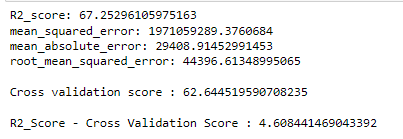 R2_score: 67.25296105975163
mean_squared_error: 1971059289.3760684
mean_absolute_error: 29408.91452991453
root_mean_squared_error: 44396.61348995065
Cross validation score : 62.644519590708235
R2_Score - Cross Validation Score : 4.608441469043392